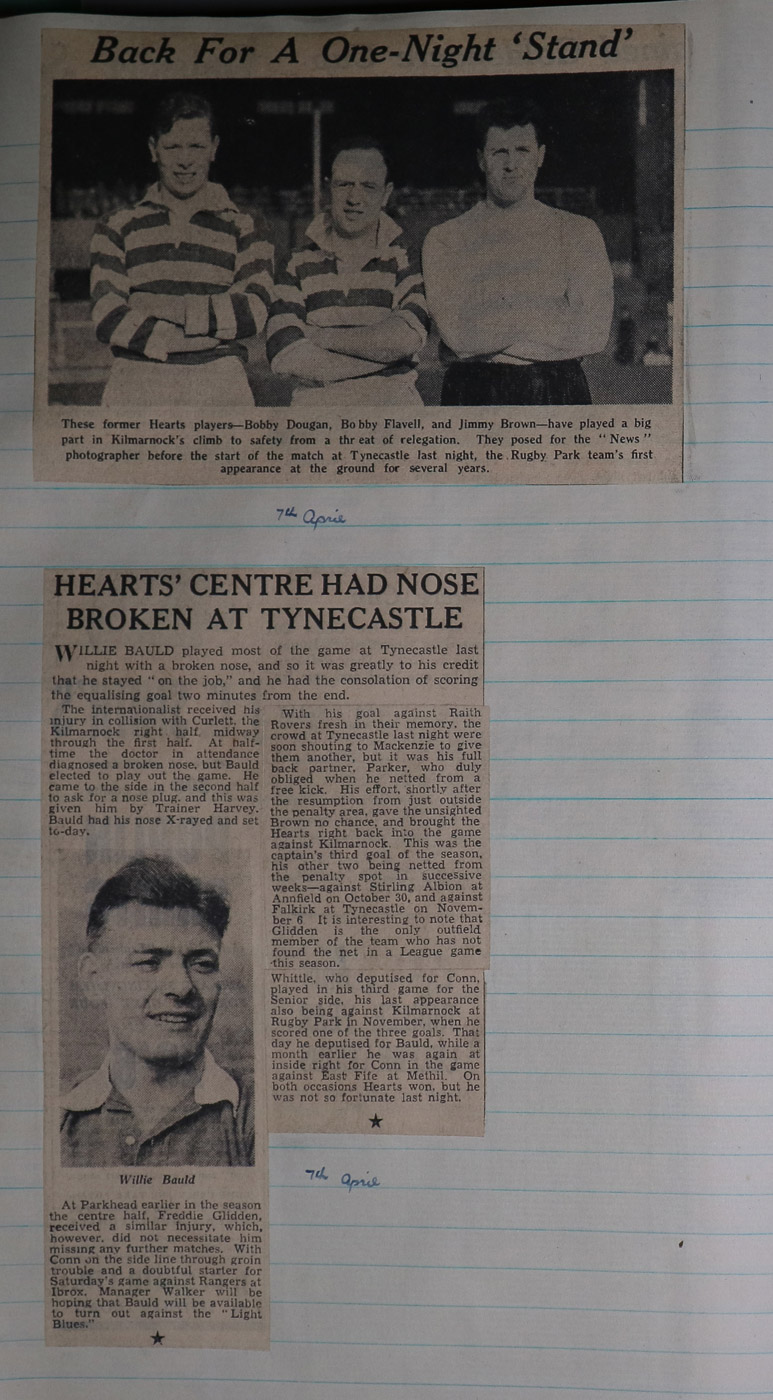 Back For A One-Night 'Stand'
These former Hearts players—Bobby Dougan, Bobby Flavell, and Jimmy Brown—have played a big
part in Kilmarnock's climb to safety from a threat of relegation. They posed for the "News"
photographer before the start of the match at Tynecastle last night, the Rugby Park team's first
appearance at the ground for several years.
7th April
HEARTS' CENTRE HAD NOSE
BROKEN AT TYNECASTLE
WILLIE BAULD played most of the game at Tynecastle last
night with a broken nose, and so it was greatly to his credit
that he stayed "on the job," and he had the consolation of scoring
the equalising goal two minutes from the end.
The internationalist received his
injury in collision with Curlett, the
Kilmarnock right half, midway
through the first half. At half-
time the doctor in attendance
diagnosed a broken nose, but Bauld
elected to play out the game. He
came to the side in the second half
to ask for a nose plug, and this was
given him by Trainer Harvey.
Bauld had his nose X-rayed and set
to-day.
Willie Bauld
At Parkhead earlier in the season
the centre half, Freddie Glidden,
received a similar injury, which,
however, did not necessitate him
missing any further matches. With
Conn on the side line through groin
trouble and a doubtful starter for
Saturday's game against Rangers at
Ibrox, Manager Walker will be
hoping that Bauld will be available
to turn out against the "Light
Blues."
★
With his goal against Raith
Rovers fresh in their memory, the
crowd at Tynecastle last night were
soon shouting to Mackenzie to give
them another, but it was his full
back partner, Parker, who duly
obliged when he netted from a
free kick. His effort, shortly after
the resumption from just outside
the penalty area, gave the unsighted
Brown no chance, and brought the
Hearts right back into the game
against Kilmarnock. This was the
captain's third goal of the season,
his other two being netted from
the penalty spot in successive
weeks—against Stirling Albion at
Annfield on October 30, and against
Falkirk at Tynecastle on Novem-
ber 6 It is interesting to note that
Glidden is the only outfield
member of the team who has not
found the net in a League game
this season.
Whittle, who deputised for Conn,
played in his third game for the
Senior side, his last appearance
also being against Kilmarnock at
Rugby Park in November, when he
scored one of the three goals. That
day he deputised for Bauld, while a
month earlier he was again at
inside right for Conn in the game
against East Fife at Methil. On
both occasions Hearts won, but he
was not so fortunate last night.
★
7th April